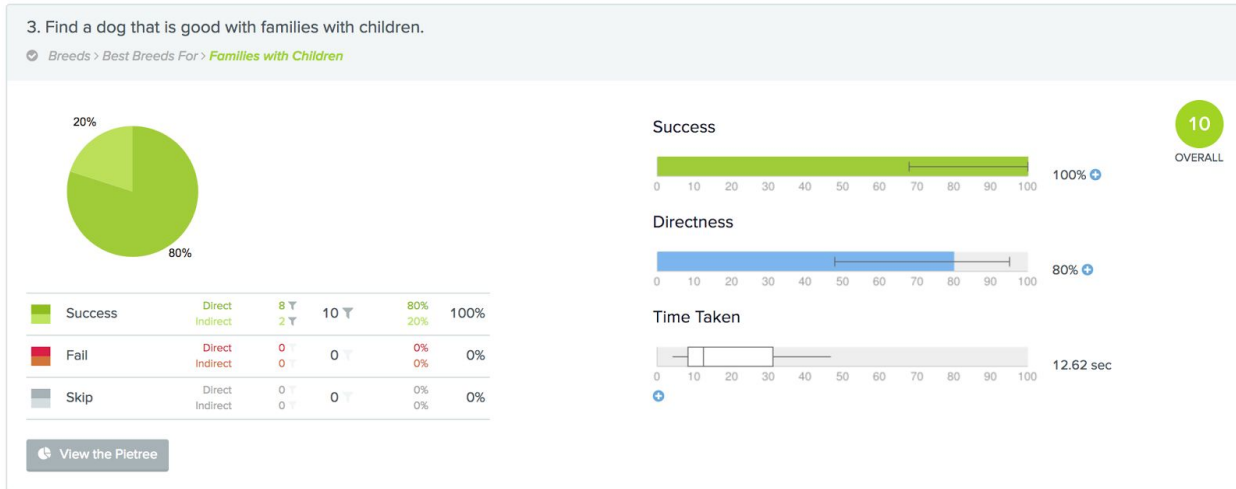 3. Find a dog that is good with families with children.
Breeds > Best Breeds For > Families with Children
20%
80%
Success Direct 8 10 80% 100%
Indirect 2 20%
Fail Direct 0 0 0% 0%
Indirect 0 0%
Skip Direct 0 0 0% 0%
Indirect 0 0%
View the Pietree
Success
0 10 20 30 40 50 60 70 80 90 100
100%
Directness
0 10 20 30 40 50 60 70 80 90 100
80%
Time Taken
0 10 20 30 40 50 60 70 80 90 100
12.62 sec
10
OVERALL